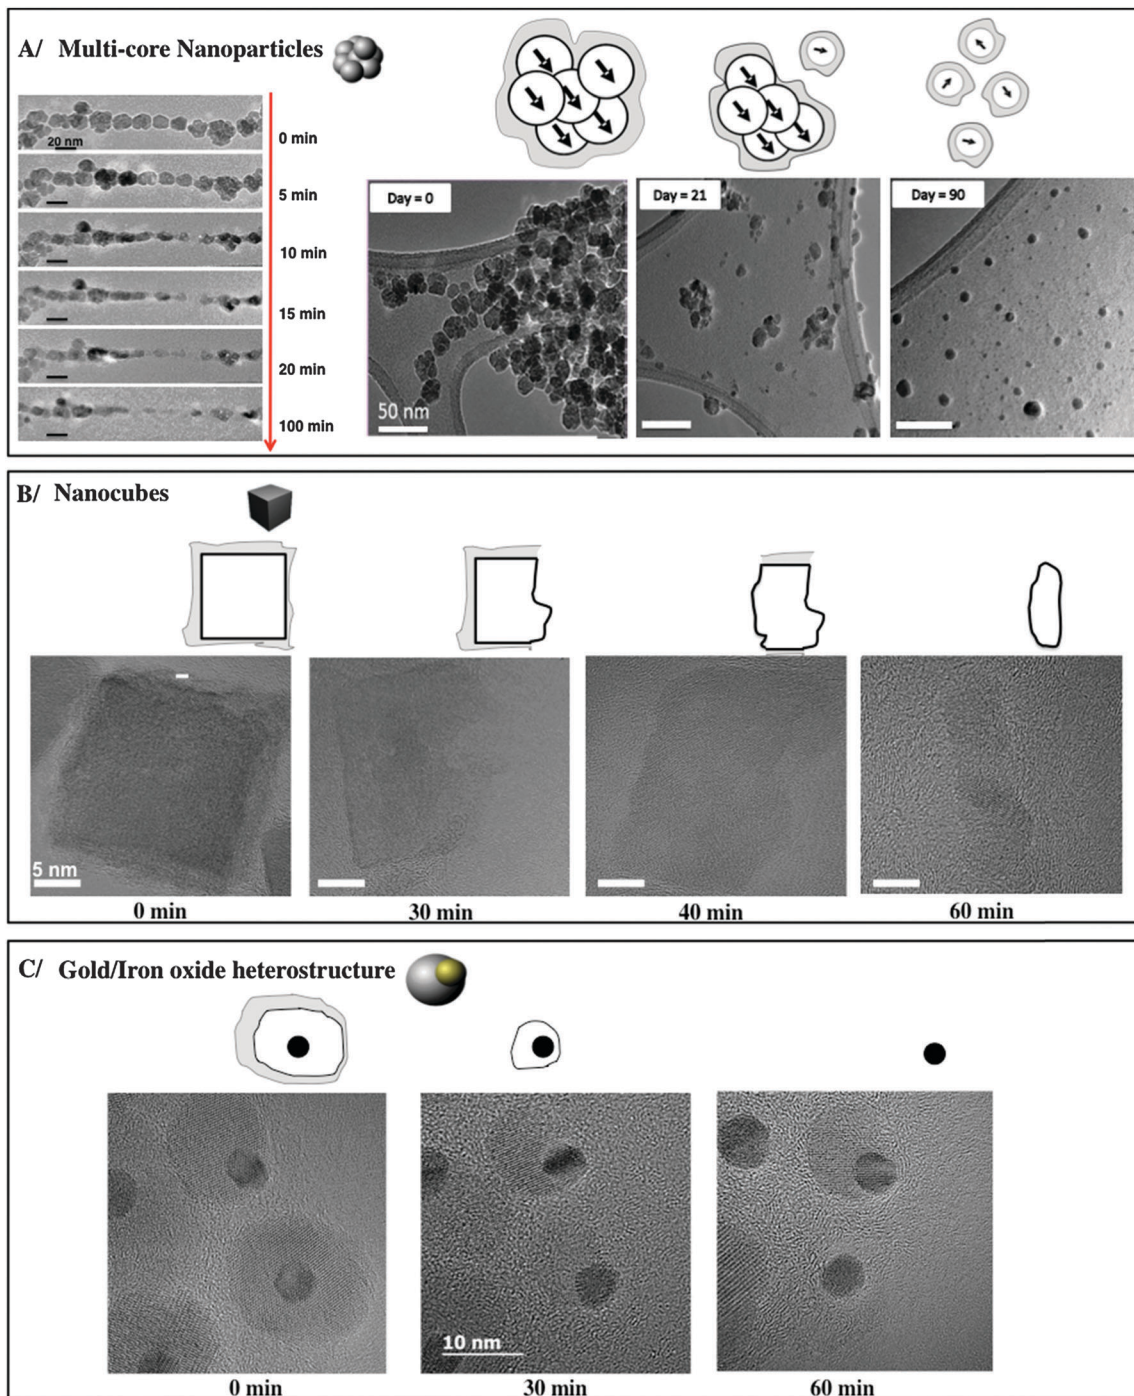 A/ Multi-core Nanoparticles
20 nm
0 min
5 min
10 min
15 min
20 min
100 min
Day = 0
Day = 21
Day = 90
50 nm
B/ Nanocubes
5 nm
0 min
30 min
40 min
60 min
C/ Gold/Iron oxide heterostructure
10 nm
0 min
30 min
60 min